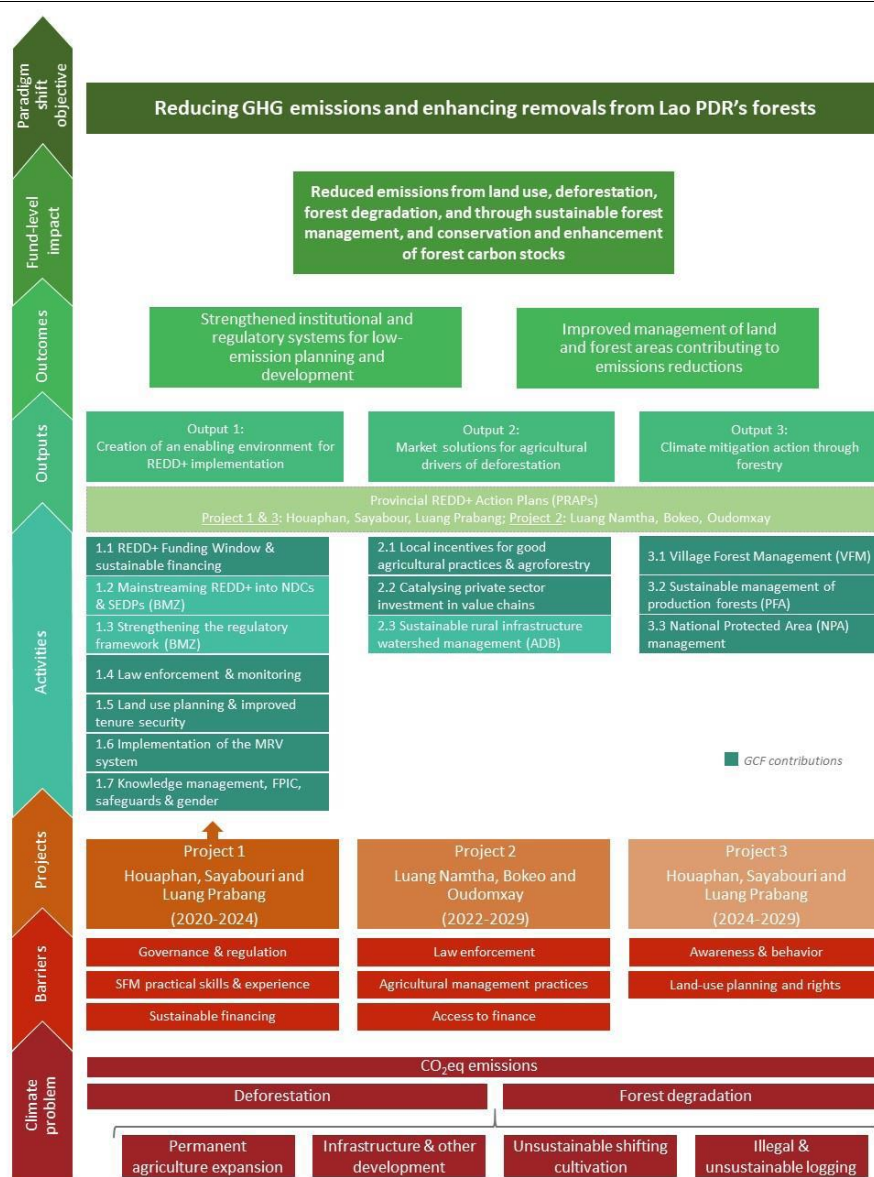 Paradigm
shift
objective
Reducing GHG emissions and enhancing removals from Lao PDR's forests
Fund-level
impact
Reduced emissions from land use, deforestation,
forest degradation, and through sustainable forest
management, and conservation and enhancement
of forest carbon stocks
Outcomes
Strengthened institutional and
regulatory systems for low-
emission planning and
development
Improved management of land
and forest areas contributing to
emissions reductions
Outputs
Output 1:
Creation of an enabling environment for
REDD+ implementation
Output 2:
Market solutions for agricultural
drivers of deforestation
Output 3:
Climate mitigation action through
forestry
Provincial REDD+ Action Plans (PRAPs)
Project 1 & 3: Houaphan, Sayabour, Luang Prabang; Project 2: Luang Namtha, Bokeo, Oudomxay
Activities
1.1 REDD+ Funding Window &
sustainable financing
1.2 Mainstreaming REDD+ into NDCs
& SEDPs (BMZ)
1.3 Strengthening the regulatory
framework (BMZ)
1.4 Law enforcement & monitoring
1.5 Land use planning & improved
tenure security
1.6 Implementation of the MRV
system
1.7 Knowledge management, FPIC,
safeguards & gender
2.1 Local incentives for good
agricultural practices & agroforestry
2.2 Catalysing private sector
investment in value chains
2.3 Sustainable rural infrastructure
watershed management (ADB)
3.1 Village Forest Management (VFM)
3.2 Sustainable management of
production forests (PFA)
3.3 National Protected Area (NPA)
management
GCF contributions
Projects
Project 1
Houaphan, Sayabouri and
Luang Prabang
(2020-2024)
Project 2
Luang Namtha, Bokeo and
Oudomxay
(2022-2029)
Project 3
Houaphan, Sayabouri and
Luang Prabang
(2024-2029)
Barriers
Governance & regulation
SFM practical skills & experience
Sustainable financing
Law enforcement
Agricultural management practices
Access to finance
Awareness & behavior
Land-use planning and rights
Climate
problem
CO₂eq emissions
Deforestation
Forest degradation
Permanent
agriculture expansion
Infrastructure & other
development
Unsustainable shifting
cultivation
Illegal &
unsustainable logging